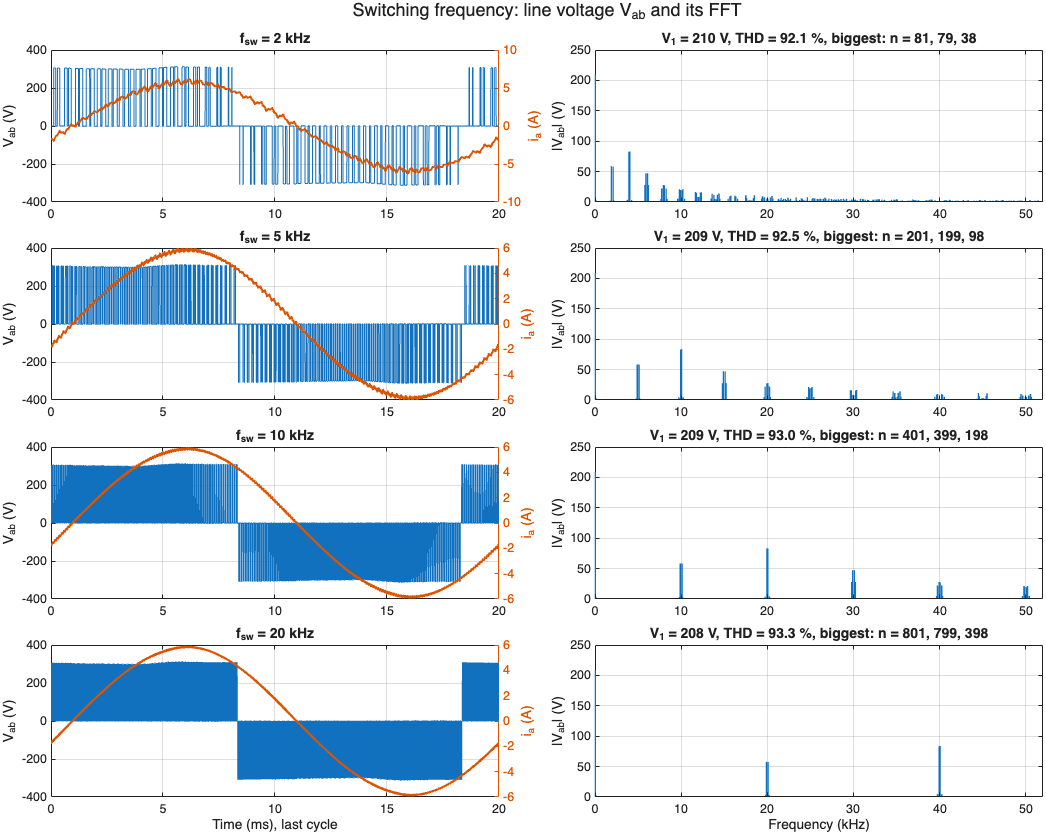 Switching frequency: line voltage Vab and its FFT
fsw = 2 kHz
400
200
0
-200
-400
Vab (V)
10
5
0
-5
-10
ia (A)
0 5 10 15 20
V1 = 210 V, THD = 92.1 %, biggest: n = 81, 79, 38
250
200
150
100
50
0
|Vab| (V)
0 10 20 30 40 50
fsw = 5 kHz
400
200
0
-200
-400
Vab (V)
6
4
2
0
-2
-4
-6
ia (A)
0 5 10 15 20
V1 = 209 V, THD = 92.5 %, biggest: n = 201, 199, 98
250
200
150
100
50
0
|Vab| (V)
0 10 20 30 40 50
fsw = 10 kHz
400
200
0
-200
-400
Vab (V)
6
4
2
0
-2
-4
-6
ia (A)
0 5 10 15 20
V1 = 209 V, THD = 93.0 %, biggest: n = 401, 399, 198
250
200
150
100
50
0
|Vab| (V)
0 10 20 30 40 50
fsw = 20 kHz
400
200
0
-200
-400
Vab (V)
6
4
2
0
-2
-4
-6
ia (A)
0 5 10 15 20
Time (ms), last cycle
V1 = 208 V, THD = 93.3 %, biggest: n = 801, 799, 398
250
200
150
100
50
0
|Vab| (V)
0 10 20 30 40 50
Frequency (kHz)